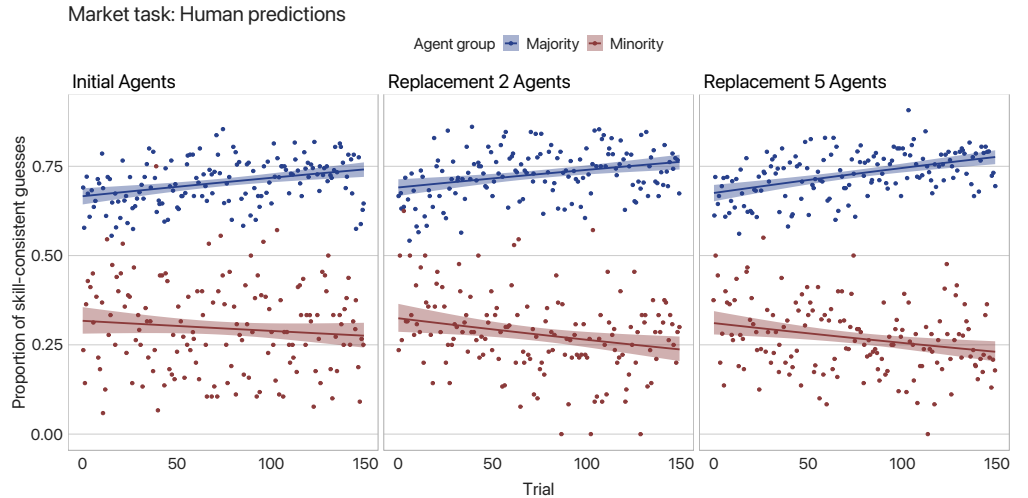 Market task: Human predictions
Agent group Majority Minority
Initial Agents Replacement 2 Agents Replacement 5 Agents
Proportion of skill-consistent guesses
0.75
0.50
0.25
0.00
0 50 100 150 0 50 100 150 0 50 100 150
Trial